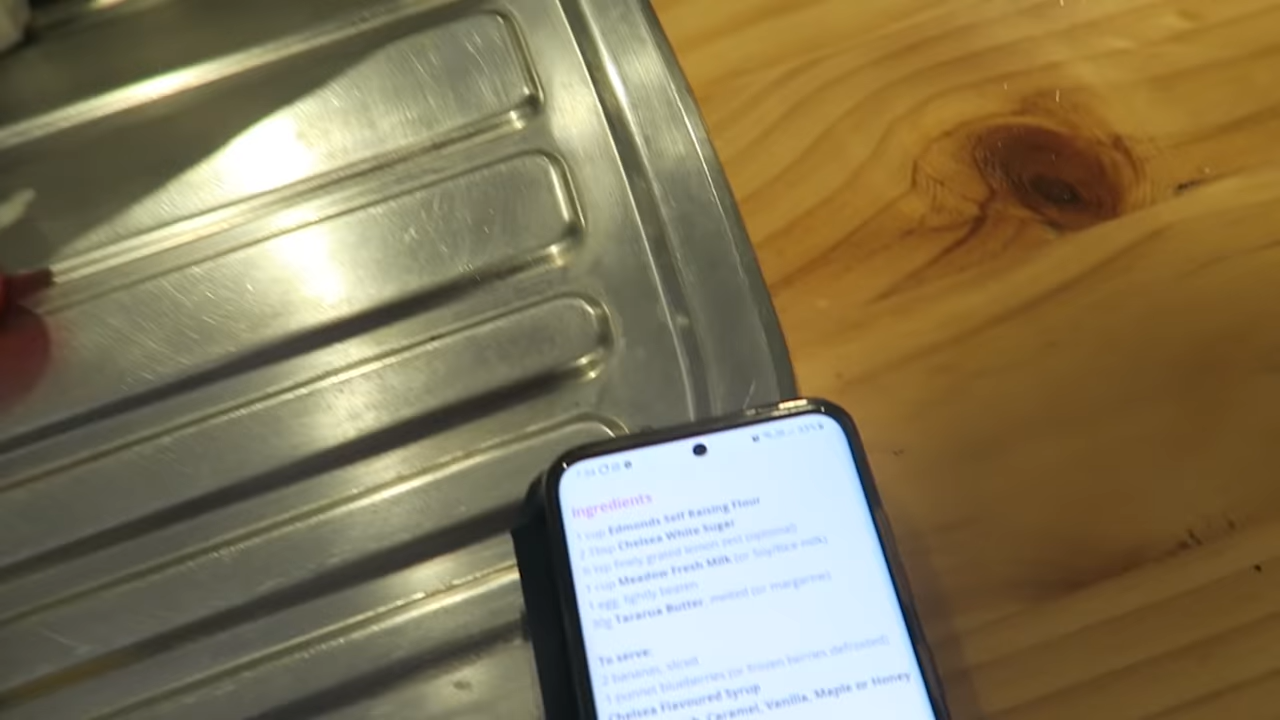 Ingredients
1 cup Edmonds Self Raising Flour
2 Tbsp Chelsea White Sugar
tsp finely grated lemon zest (optional)
1 cup Meadow Fresh Milk (or Soy/Rice milk)
1 egg, lightly beaten
30g Tararua Butter, melted (or margarine)
To serve:
2 bananas, sliced
1 punnet blueberries (or frozen berries defrosted)
Chelsea Flavoured Syrup
Caramel, Vanilla, Maple or Honey